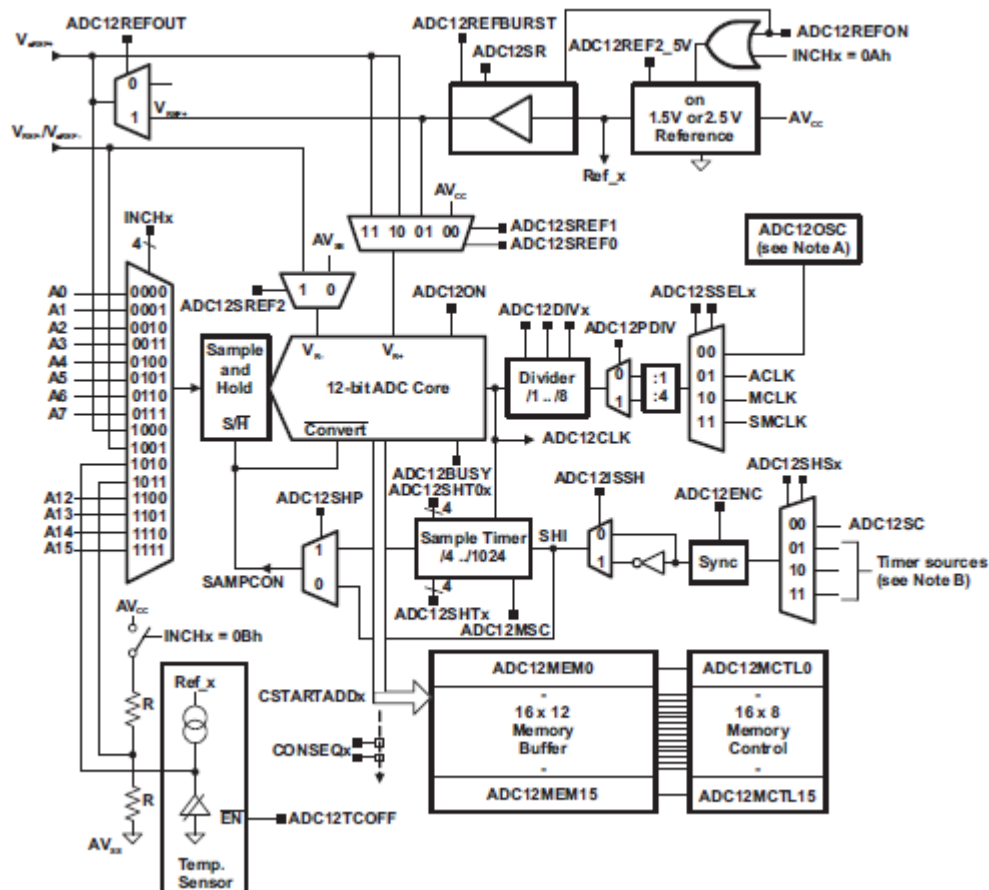 ADC12REFOUT
ADC12REFBURST
ADC12SR
ADC12REF2_5V
ADC12REFON
INCHx = 0Ah
VeREF+
0
1
VREF+
on
1.5V or 2.5 V
Reference
AVCC
VREF-/VeREF-
Ref_x
INCHx
4
AVSS
AVCC
11 10 01 00
ADC12SREF1
ADC12SREF0
ADC12OSC
(see Note A)
ADC12SREF2
1 0
ADC12ON
ADC12DIVx
ADC12PDIV
ADC12SSELx
A0 0000
A1 0001
A2 0010
A3 0011
A4 0100
A5 0101
A6 0110
A7 0111
1000
1001
1010
1011
A12 1100
A13 1101
A14 1110
A15 1111
Sample
and
Hold
S/H
VR-
VR+
12-bit ADC Core
Convert
Divider
/1 .. /8
0
1
:1
:4
00
01
10
11
ACLK
MCLK
SMCLK
ADC12CLK
ADC12BUSY
ADC12SHP
ADC12SHT0x
4
ADC12ISSH
ADC12ENC
ADC12SHSx
1
0
SAMPCON
Sample Timer
/4 .. /1024
SHI
0
1
Sync
00
01
10
11
ADC12SC
Timer sources
(see Note B)
4
ADC12SHTx
ADC12MSC
AVCC
INCHx = 0Bh
R
R
Ref_x
CSTARTADDx
CONSEQx
ADC12MEM0
-
16 x 12
Memory
Buffer
-
ADC12MEM15
ADC12MCTL0
-
16 x 8
Memory
Control
-
ADC12MCTL15
EN
ADC12TCOFF
Temp.
Sensor